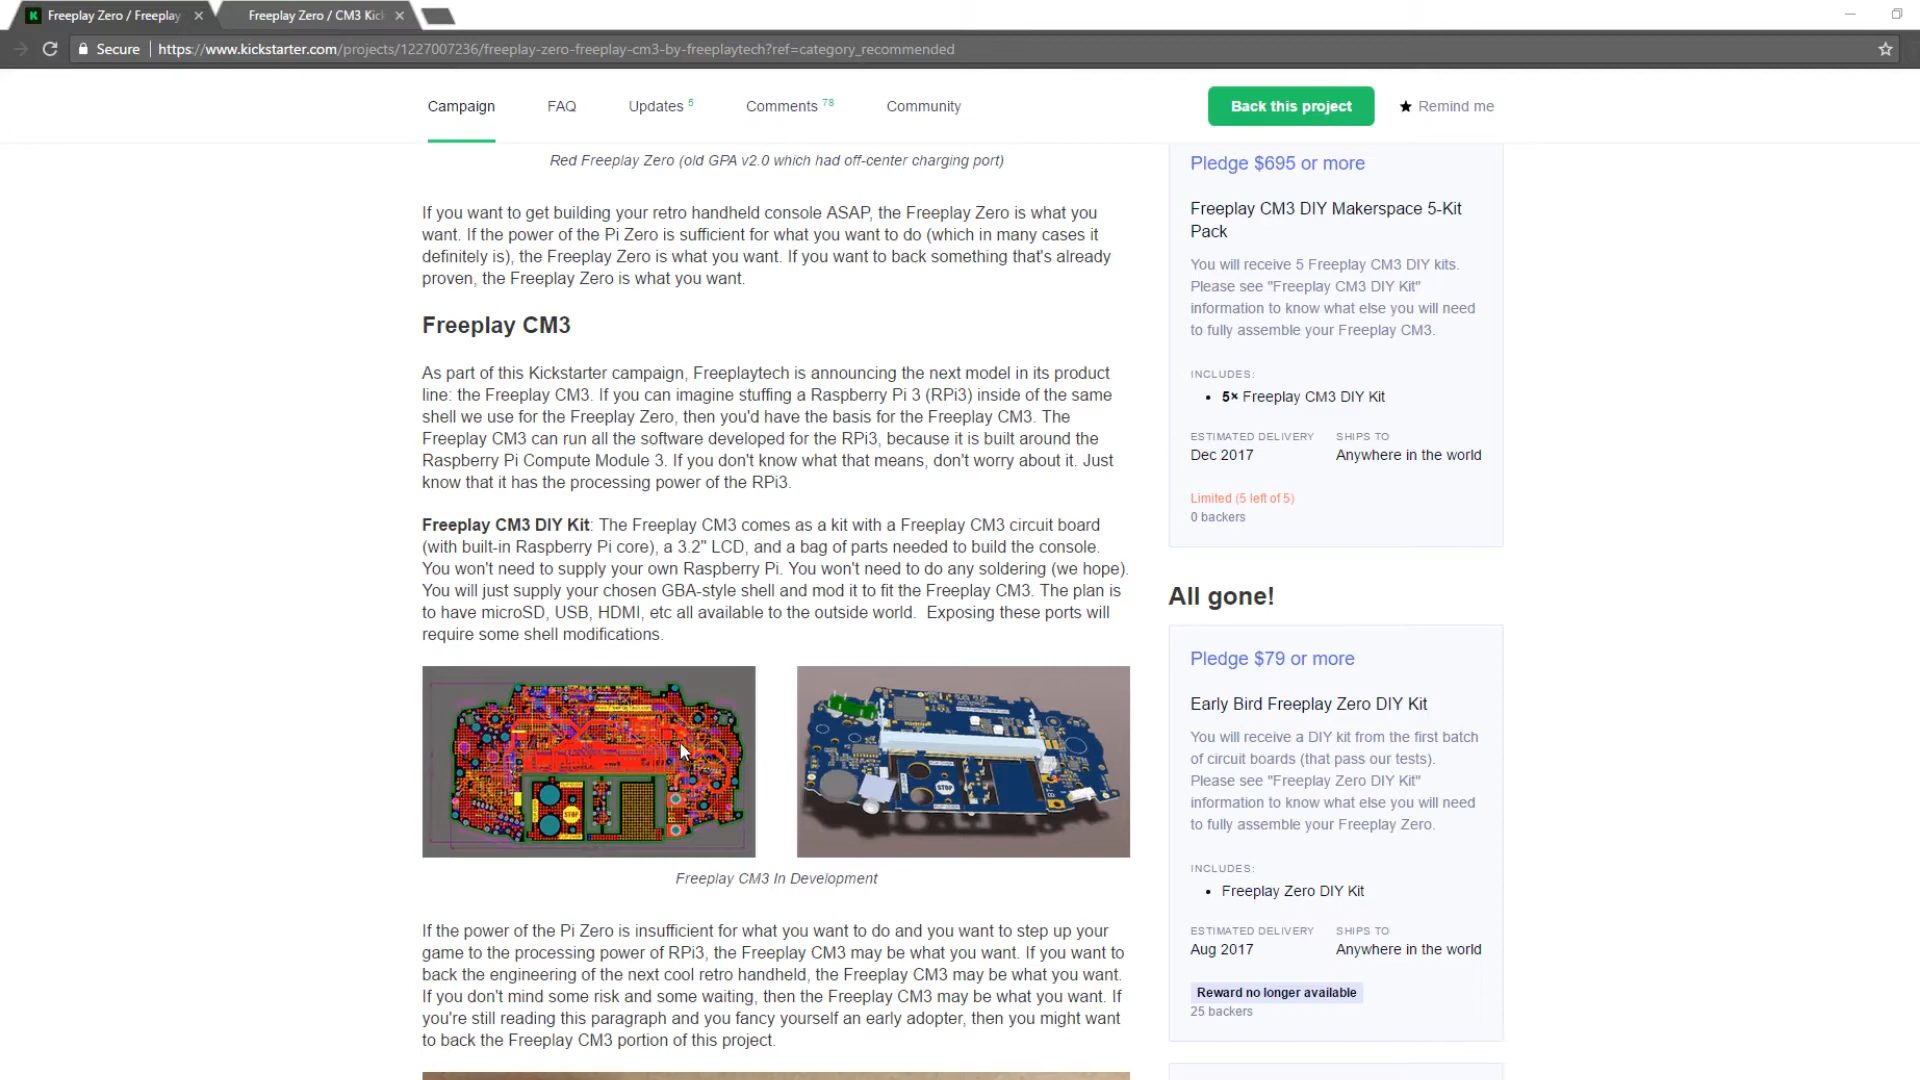 Freeplay Zero / Freeplay
Freeplay Zero / CM3 Kick
Secure
https://www.kickstarter.com/projects/1227007236/freeplay-zero-freeplay-cm3-by-freeplaytech?ref=category_recommended
Campaign
FAQ
Updates 5
Comments 78
Community
Back this project
Remind me
Red Freeplay Zero (old GPA v2.0 which had off-center charging port)
If you want to get building your retro handheld console ASAP, the Freeplay Zero is what you
want. If the power of the Pi Zero is sufficient for what you want to do (which in many cases it
definitely is), the Freeplay Zero is what you want. If you want to back something that's already
proven, the Freeplay Zero is what you want.
Freeplay CM3
As part of this Kickstarter campaign, Freeplaytech is announcing the next model in its product
line: the Freeplay CM3. If you can imagine stuffing a Raspberry Pi 3 (RPi3) inside of the same
shell we use for the Freeplay Zero, then you'd have the basis for the Freeplay CM3. The
Freeplay CM3 can run all the software developed for the RPi3, because it is built around the
Raspberry Pi Compute Module 3. If you don't know what that means, don't worry about it. Just
know that it has the processing power of the RPi3.
Freeplay CM3 DIY Kit: The Freeplay CM3 comes as a kit with a Freeplay CM3 circuit board
(with built-in Raspberry Pi core), a 3.2" LCD, and a bag of parts needed to build the console.
You won't need to supply your own Raspberry Pi. You won't need to do any soldering (we hope).
You will just supply your chosen GBA-style shell and mod it to fit the Freeplay CM3. The plan is
to have microSD, USB, HDMI, etc all available to the outside world. Exposing these ports will
require some shell modifications.
STOP
STOP
Freeplay CM3 In Development
If the power of the Pi Zero is insufficient for what you want to do and you want to step up your
game to the processing power of RPi3, the Freeplay CM3 may be what you want. If you want to
back the engineering of the next cool retro handheld, the Freeplay CM3 may be what you want.
If you don't mind some risk and some waiting, then the Freeplay CM3 may be what you want. If
you're still reading this paragraph and you fancy yourself an early adopter, then you might want
to back the Freeplay CM3 portion of this project.
Pledge $695 or more
Freeplay CM3 DIY Makerspace 5-Kit
Pack
You will receive 5 Freeplay CM3 DIY kits.
Please see "Freeplay CM3 DIY Kit"
information to know what else you will need
to fully assemble your Freeplay CM3.
INCLUDES:
• 5× Freeplay CM3 DIY Kit
ESTIMATED DELIVERY
SHIPS TO
Dec 2017
Anywhere in the world
Limited (5 left of 5)
0 backers
All gone!
Pledge $79 or more
Early Bird Freeplay Zero DIY Kit
You will receive a DIY kit from the first batch
of circuit boards (that pass our tests).
Please see "Freeplay Zero DIY Kit"
information to know what else you will need
to fully assemble your Freeplay Zero.
INCLUDES:
• Freeplay Zero DIY Kit
ESTIMATED DELIVERY
SHIPS TO
Aug 2017
Anywhere in the world
Reward no longer available
25 backers